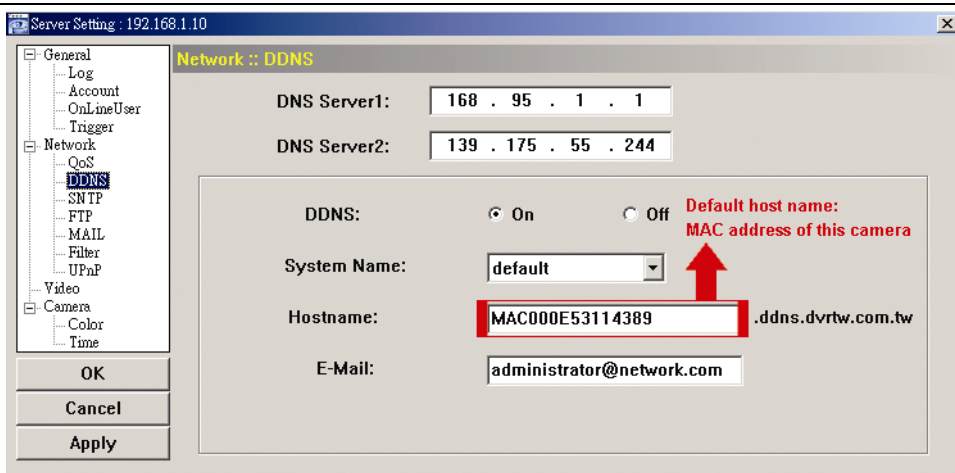 Server Setting : 192.168.1.10
General
Log
Account
OnLineUser
Trigger
Network
QoS
DDNS
SNTP
FTP
MAIL
Filter
UPnP
Video
Camera
Color
Time
OK
Cancel
Apply
Network :: DDNS
DNS Server1: 168 . 95 . 1 . 1
DNS Server2: 139 . 175 . 55 . 244
DDNS: On Off
Default host name:
MAC address of this camera
System Name: default
Hostname: MAC000E53114389 .ddns.dvrtw.com.tw
E-Mail: administrator@network.com